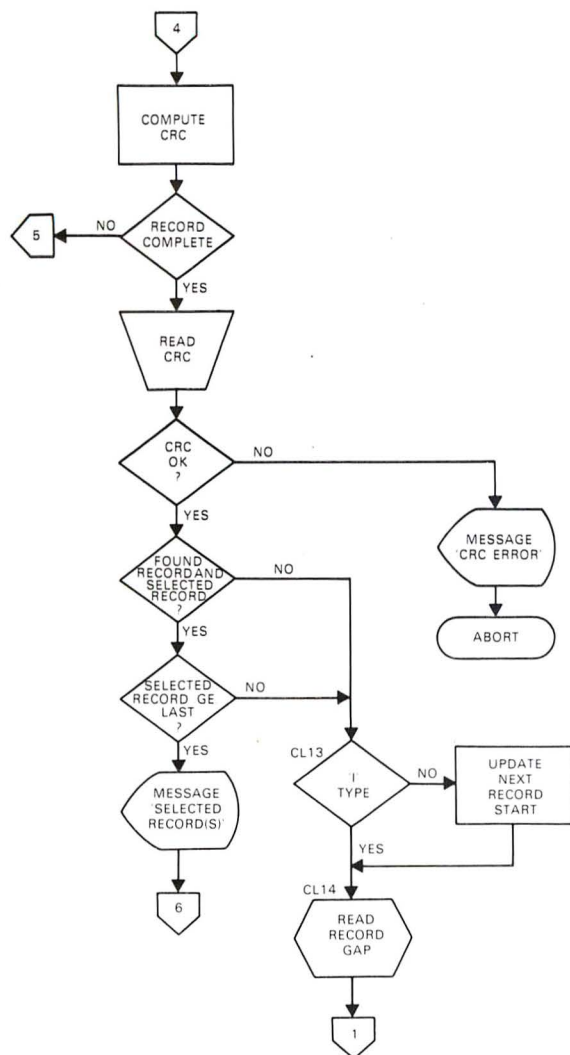 4
COMPUTE
CRC
RECORD
COMPLETE
NO
5
YES
READ
CRC
CRC
OK
?
NO
YES
MESSAGE
'CRC ERROR'
ABORT
FOUND
RECORD AND
SELECTED
RECORD
?
NO
YES
SELECTED
RECORD GE
LAST
?
NO
YES
MESSAGE
'SELECTED
RECORD(S)'
6
CL13
'I'
TYPE
NO
UPDATE
NEXT
RECORD
START
YES
CL14
READ
RECORD
GAP
1